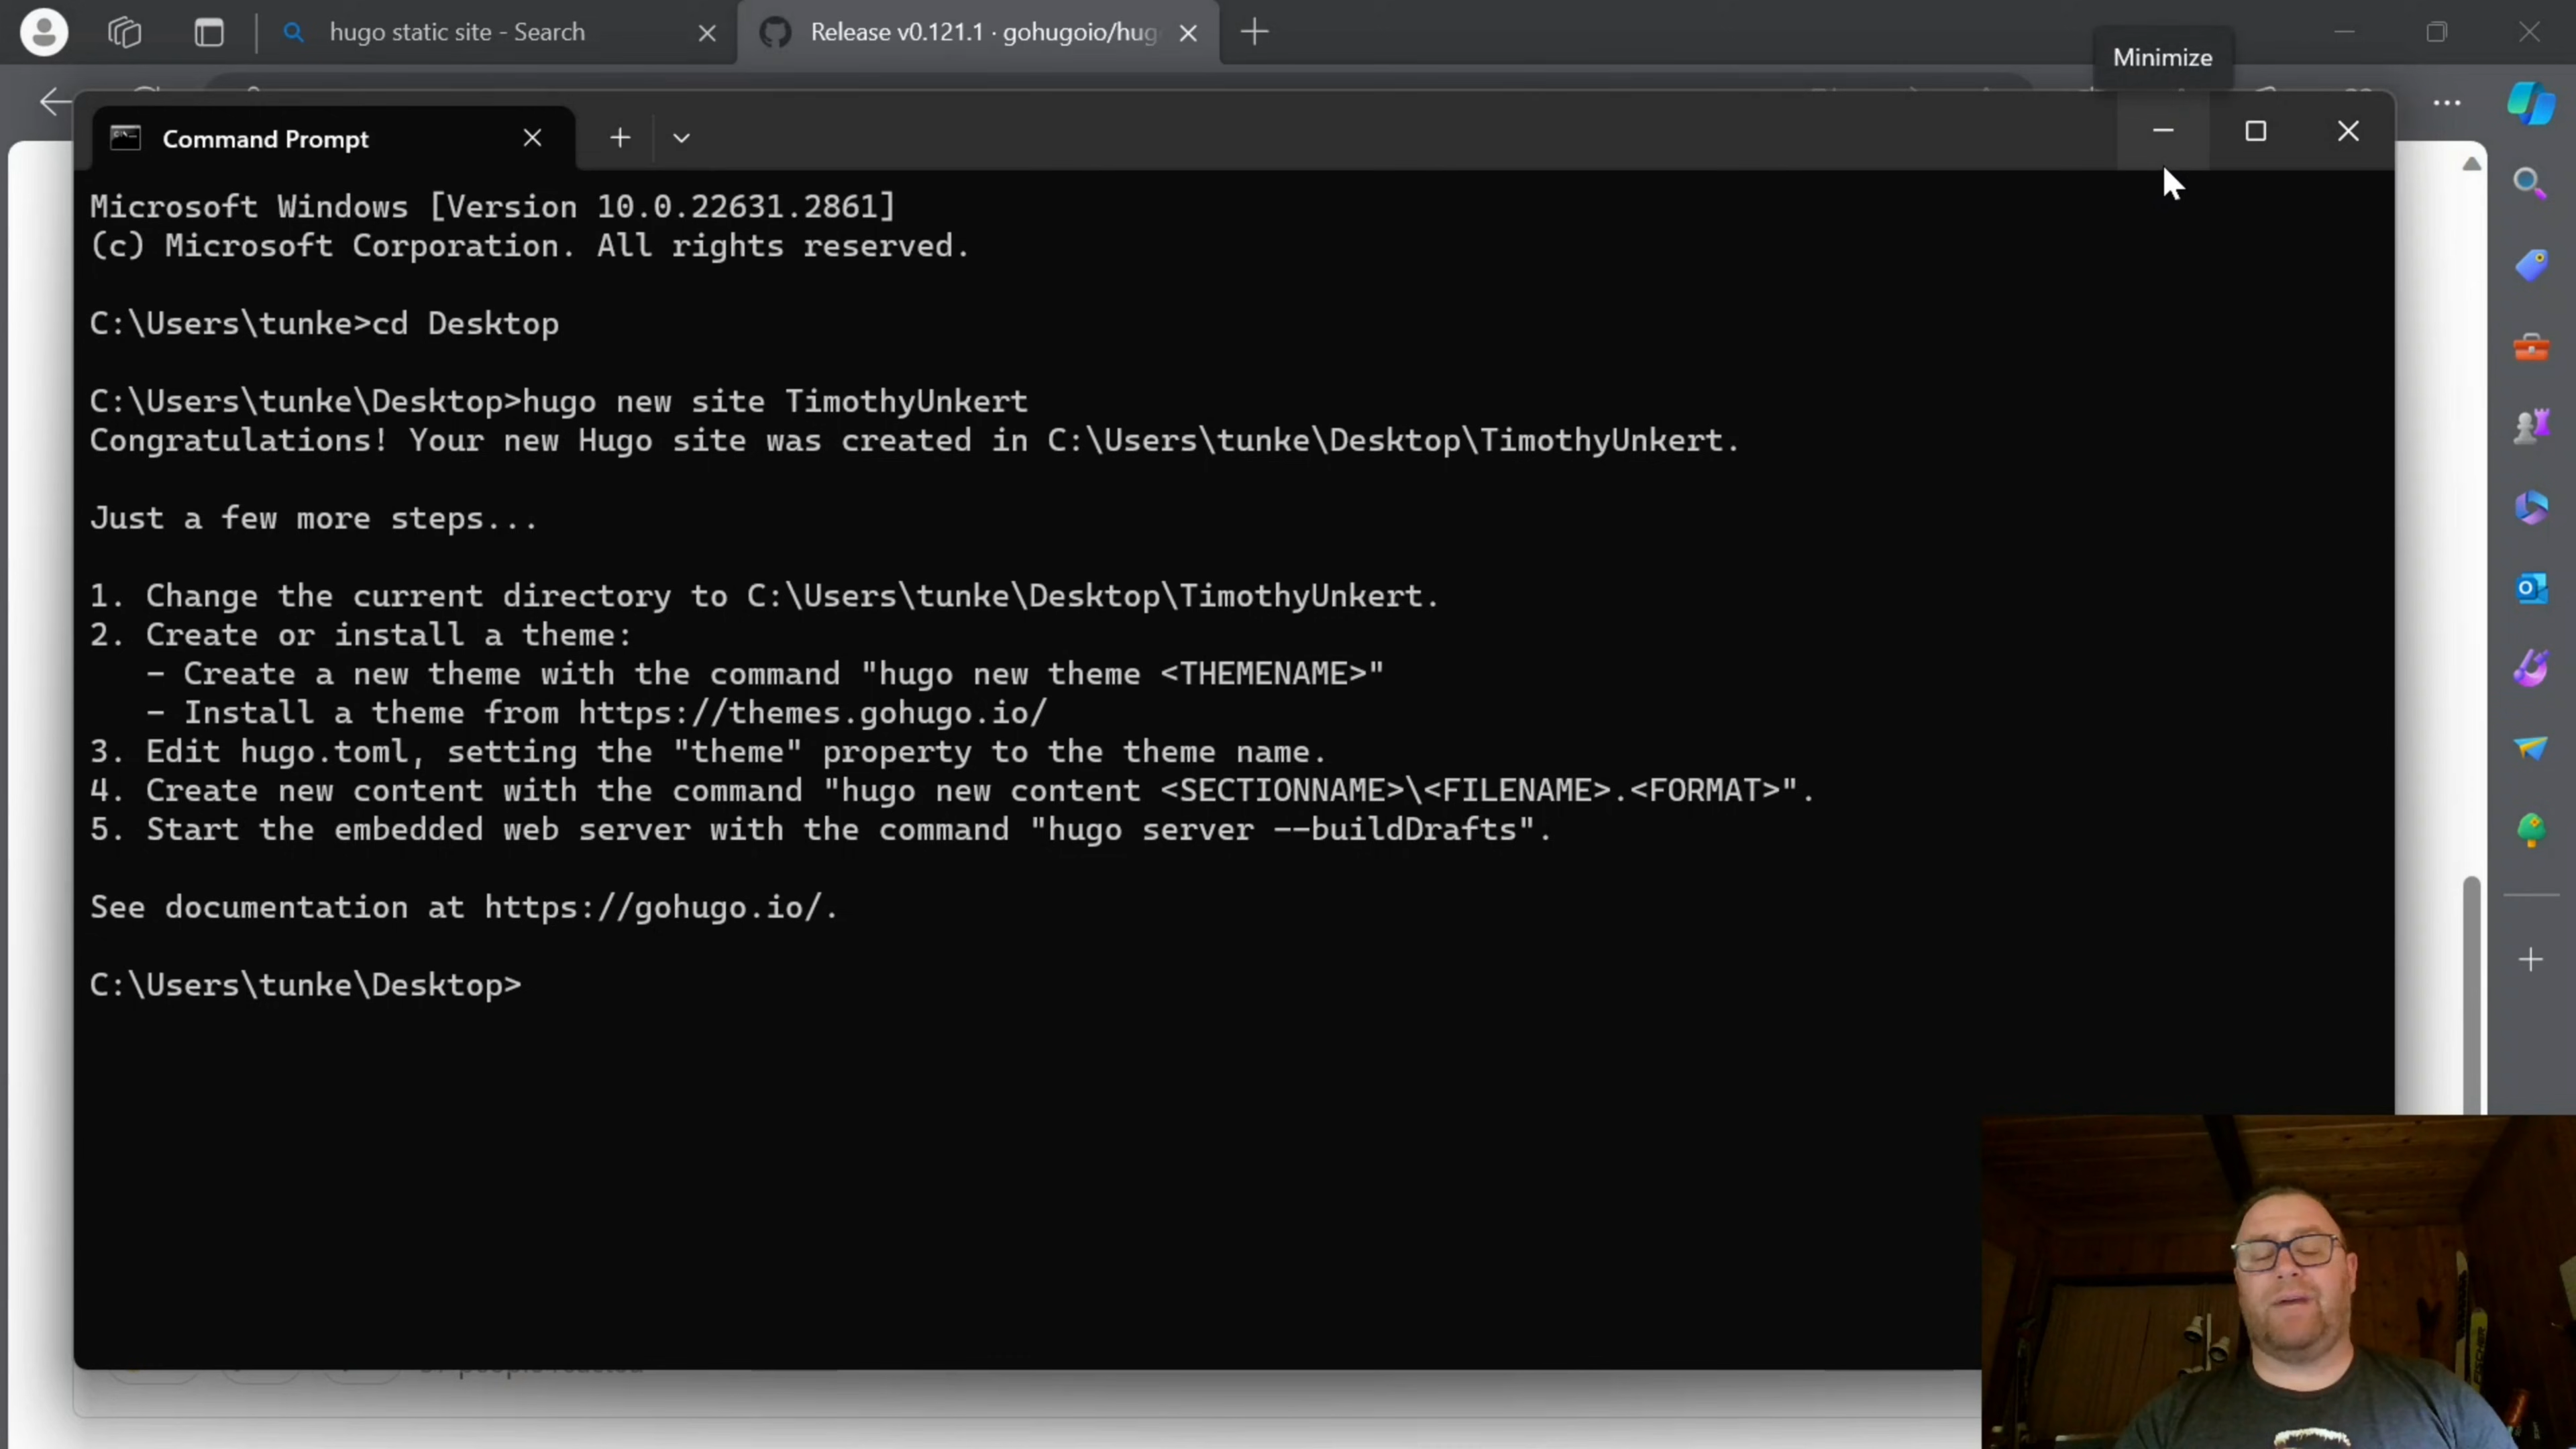 hugo static site - Search
Release v0.121.1 · gohugoio/hug
Minimize
Command Prompt
Microsoft Windows [Version 10.0.22631.2861]
(c) Microsoft Corporation. All rights reserved.
C:\Users\tunke>cd Desktop
C:\Users\tunke\Desktop>hugo new site TimothyUnkert
Congratulations! Your new Hugo site was created in C:\Users\tunke\Desktop\TimothyUnkert.
Just a few more steps...
1. Change the current directory to C:\Users\tunke\Desktop\TimothyUnkert.
2. Create or install a theme:
- Create a new theme with the command "hugo new theme <THEMENAME>"
- Install a theme from https://themes.gohugo.io/
3. Edit hugo.toml, setting the "theme" property to the theme name.
4. Create new content with the command "hugo new content <SECTIONNAME>\<FILENAME>.<FORMAT>".
5. Start the embedded web server with the command "hugo server --buildDrafts".
See documentation at https://gohugo.io/.
C:\Users\tunke\Desktop>